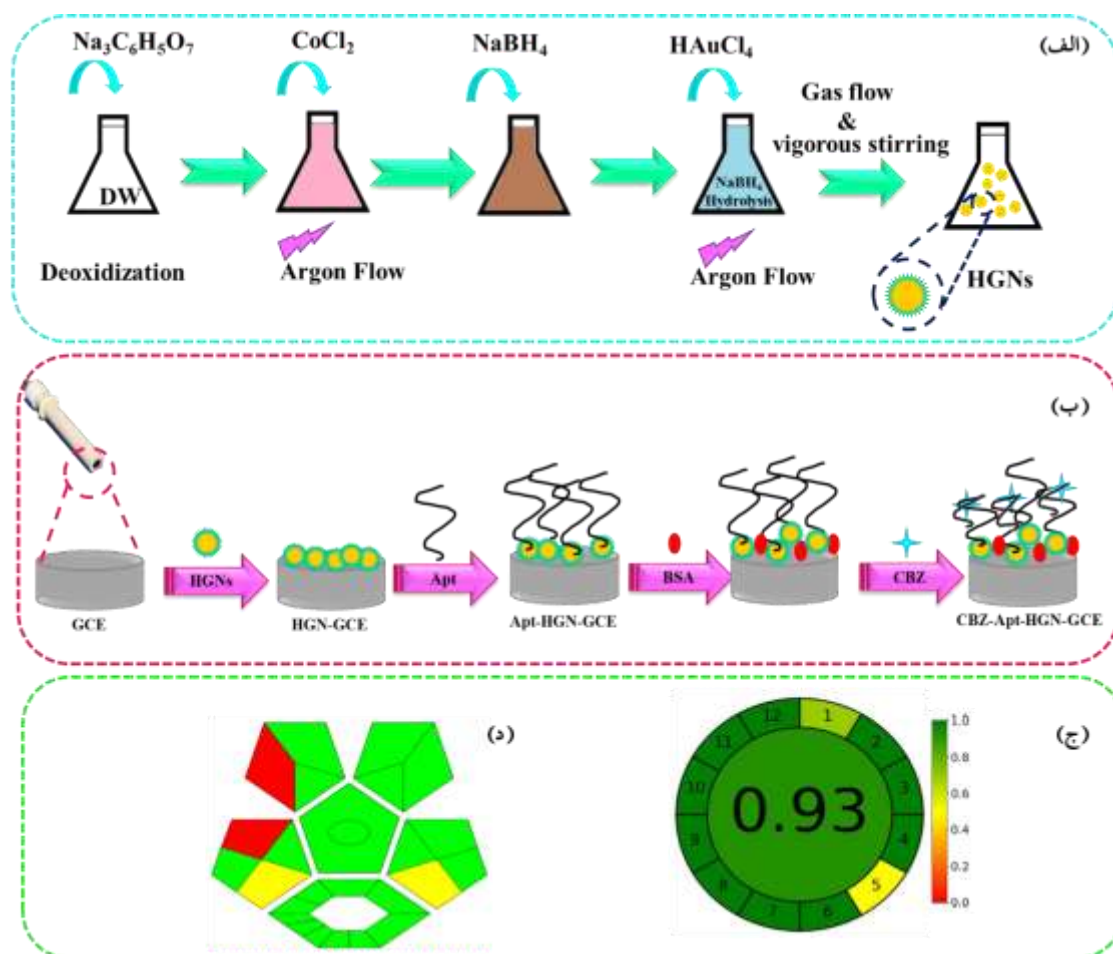 (الف)
Na₃C₆H₅O₇
CoCl₂
NaBH₄
HAuCl₄
Gas flow
&
vigorous stirring
DW
NaBH₄
Hydrolysis
Deoxidization
Argon Flow
Argon Flow
HGNs
(ب)
HGNs
Apt
BSA
CBZ
GCE
HGN-GCE
Apt-HGN-GCE
CBZ-Apt-HGN-GCE
(ج)
(د)
12
1
2
3
4
5
6
7
8
9
10
11
0.93
1.0
0.8
0.6
0.4
0.2
0.0